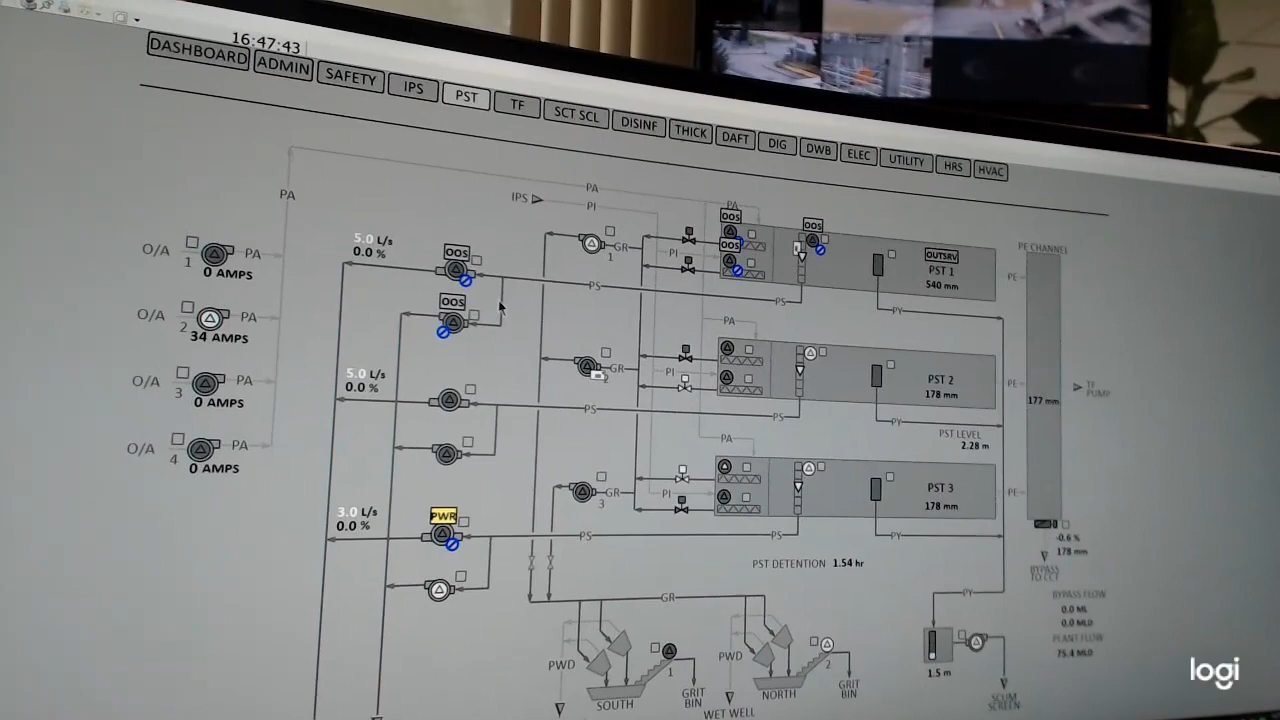 16:47:43
DASHBOARD ADMIN SAFETY IPS PST TF SCT SCL DISINF THICK DAFT DIG DWB ELEC UTILITY HRS HVAC
PA
IPS
PA
PI
O/A
1
PA
0 AMPS
O/A
2
PA
34 AMPS
O/A
3
PA
0 AMPS
O/A
4
PA
0 AMPS
5.0 L/s
0.0 %
OOS
OOS
5.0 L/s
0.0 %
3.0 L/s
0.0 %
PWR
GR
1
GR
2
GR
3
PS
PS
PS
PA
OOS
OOS
OOS
PI
OUTSRV
PST 1
540 mm
PS
PY
PA
PI
PST 2
178 mm
PS
PY
PST LEVEL
2.28 m
PA
PI
PST 3
178 mm
PS
PY
PST DETENTION 1.54 hr
PE CHANNEL
PE
PE
177 mm
PE
TF
PUMP
-0.6 %
178 mm
BYPASS
TO CCT
BYPASS FLOW
0.0 ML
0.0 MLD
PLANT FLOW
75.4 MLD
GR
PWD
SOUTH
1
GRIT
BIN
PWD
NORTH
2
GRIT
BIN
WET WELL
PY
1.5 m
SCUM
SCREEN
logi